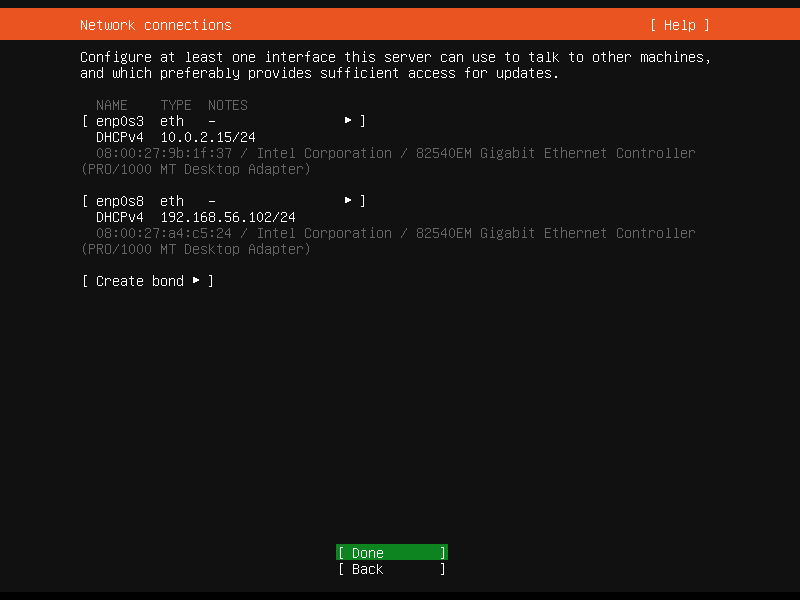 Network connections [ Help ]
Configure at least one interface this server can use to talk to other machines,
and which preferably provides sufficient access for updates.
NAME TYPE NOTES
[ enp0s3 eth - ▸ ]
DHCPv4 10.0.2.15/24
08:00:27:9b:1f:37 / Intel Corporation / 82540EM Gigabit Ethernet Controller
(PRO/1000 MT Desktop Adapter)
[ enp0s8 eth - ▸ ]
DHCPv4 192.168.56.102/24
08:00:27:a4:c5:24 / Intel Corporation / 82540EM Gigabit Ethernet Controller
(PRO/1000 MT Desktop Adapter)
[ Create bond ▸ ]
[ Done ]
[ Back ]